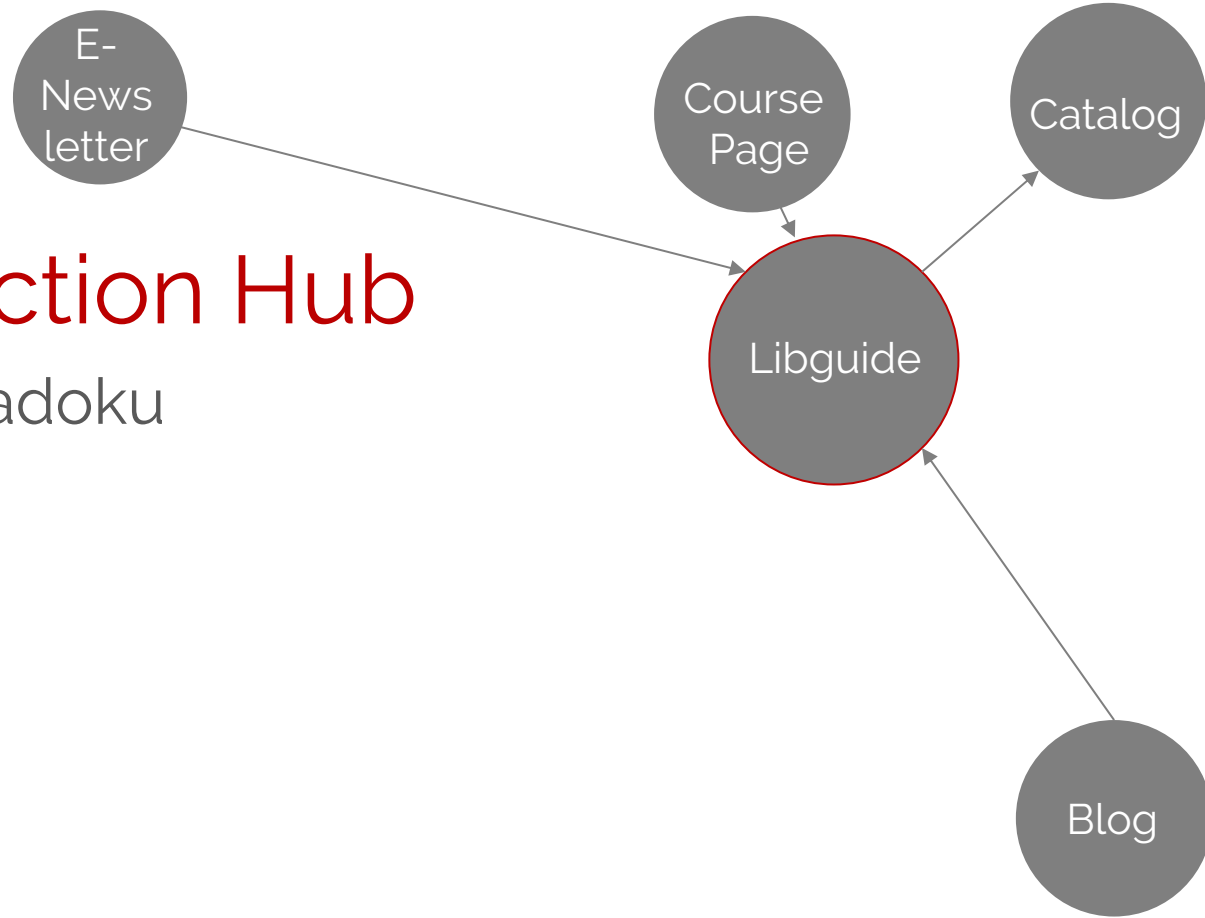 E-
News
letter
Course
Page
Catalog
ction Hub
adoku
Libguide
Blog